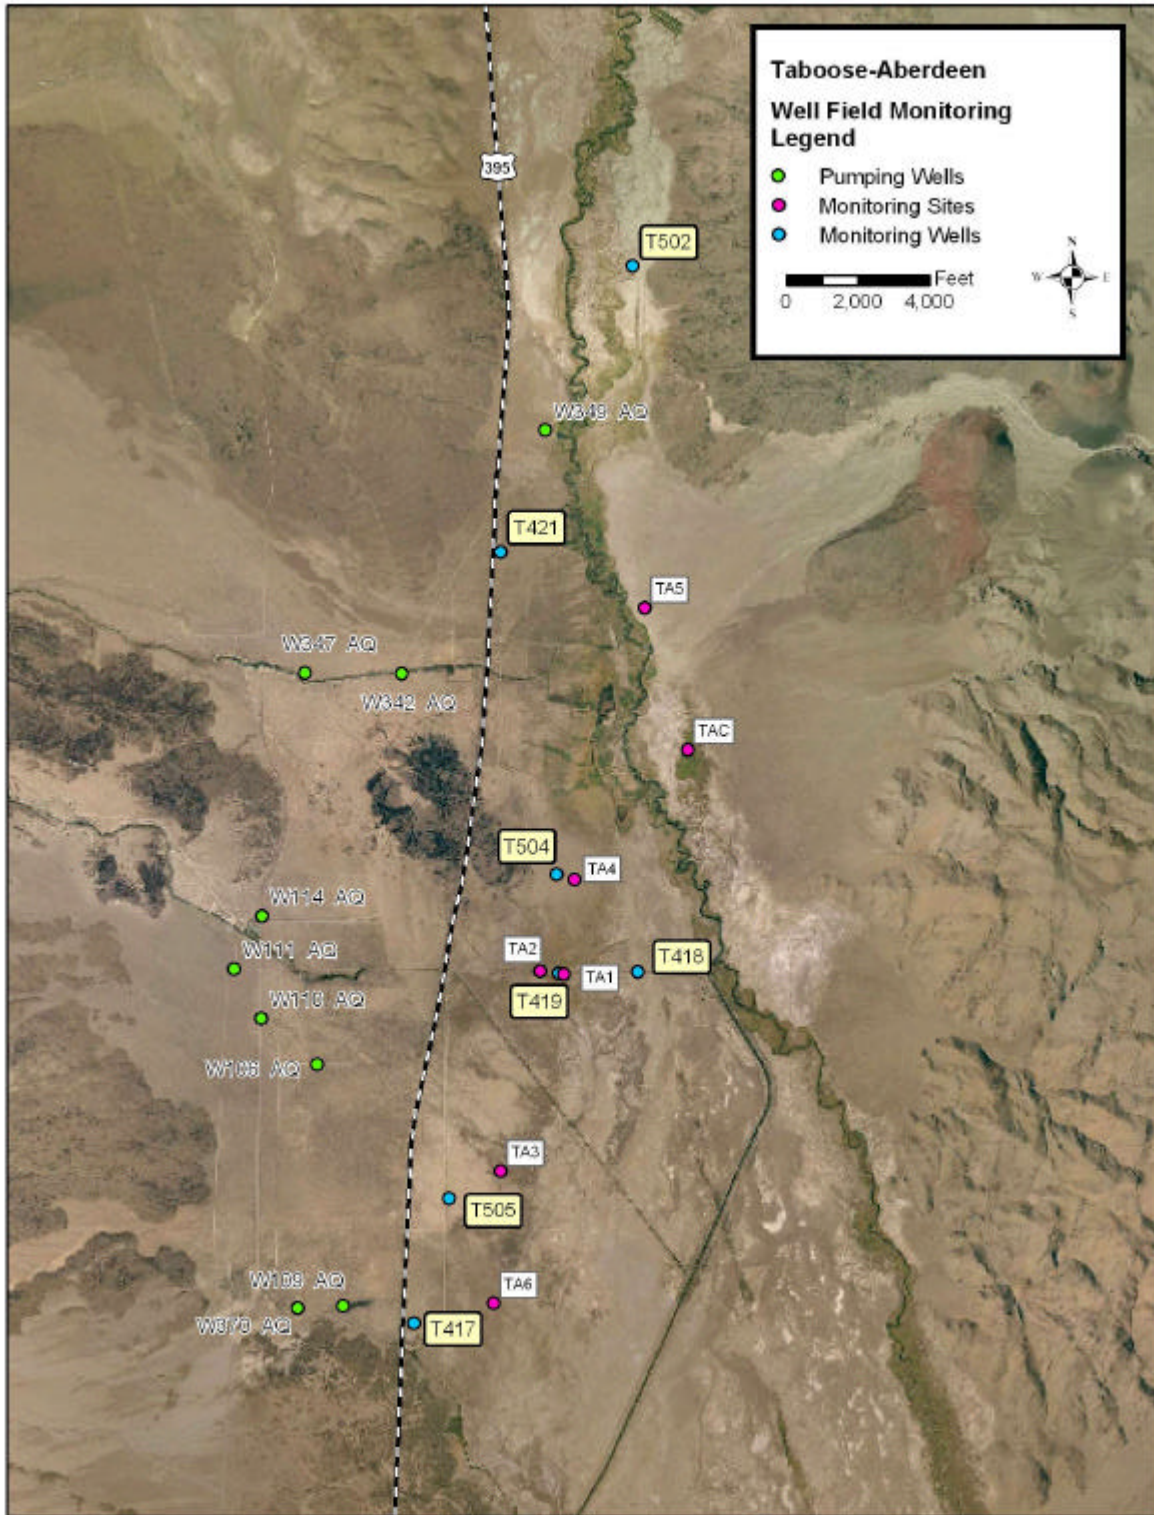 Taboose-Aberdeen
Well Field Monitoring
Legend
Pumping Wells
Monitoring Sites
Monitoring Wells
Feet
0 2,000 4,000
N
W E
S
395
T502
W349 AQ
T421
TA5
W347 AQ
W342 AQ
TAC
T504
TA4
W114 AQ
W111 AQ
TA2
T418
TA1
T419
W110 AQ
AQ
TA3
T505
W109 AQ
TA6
W370 AQ
T417